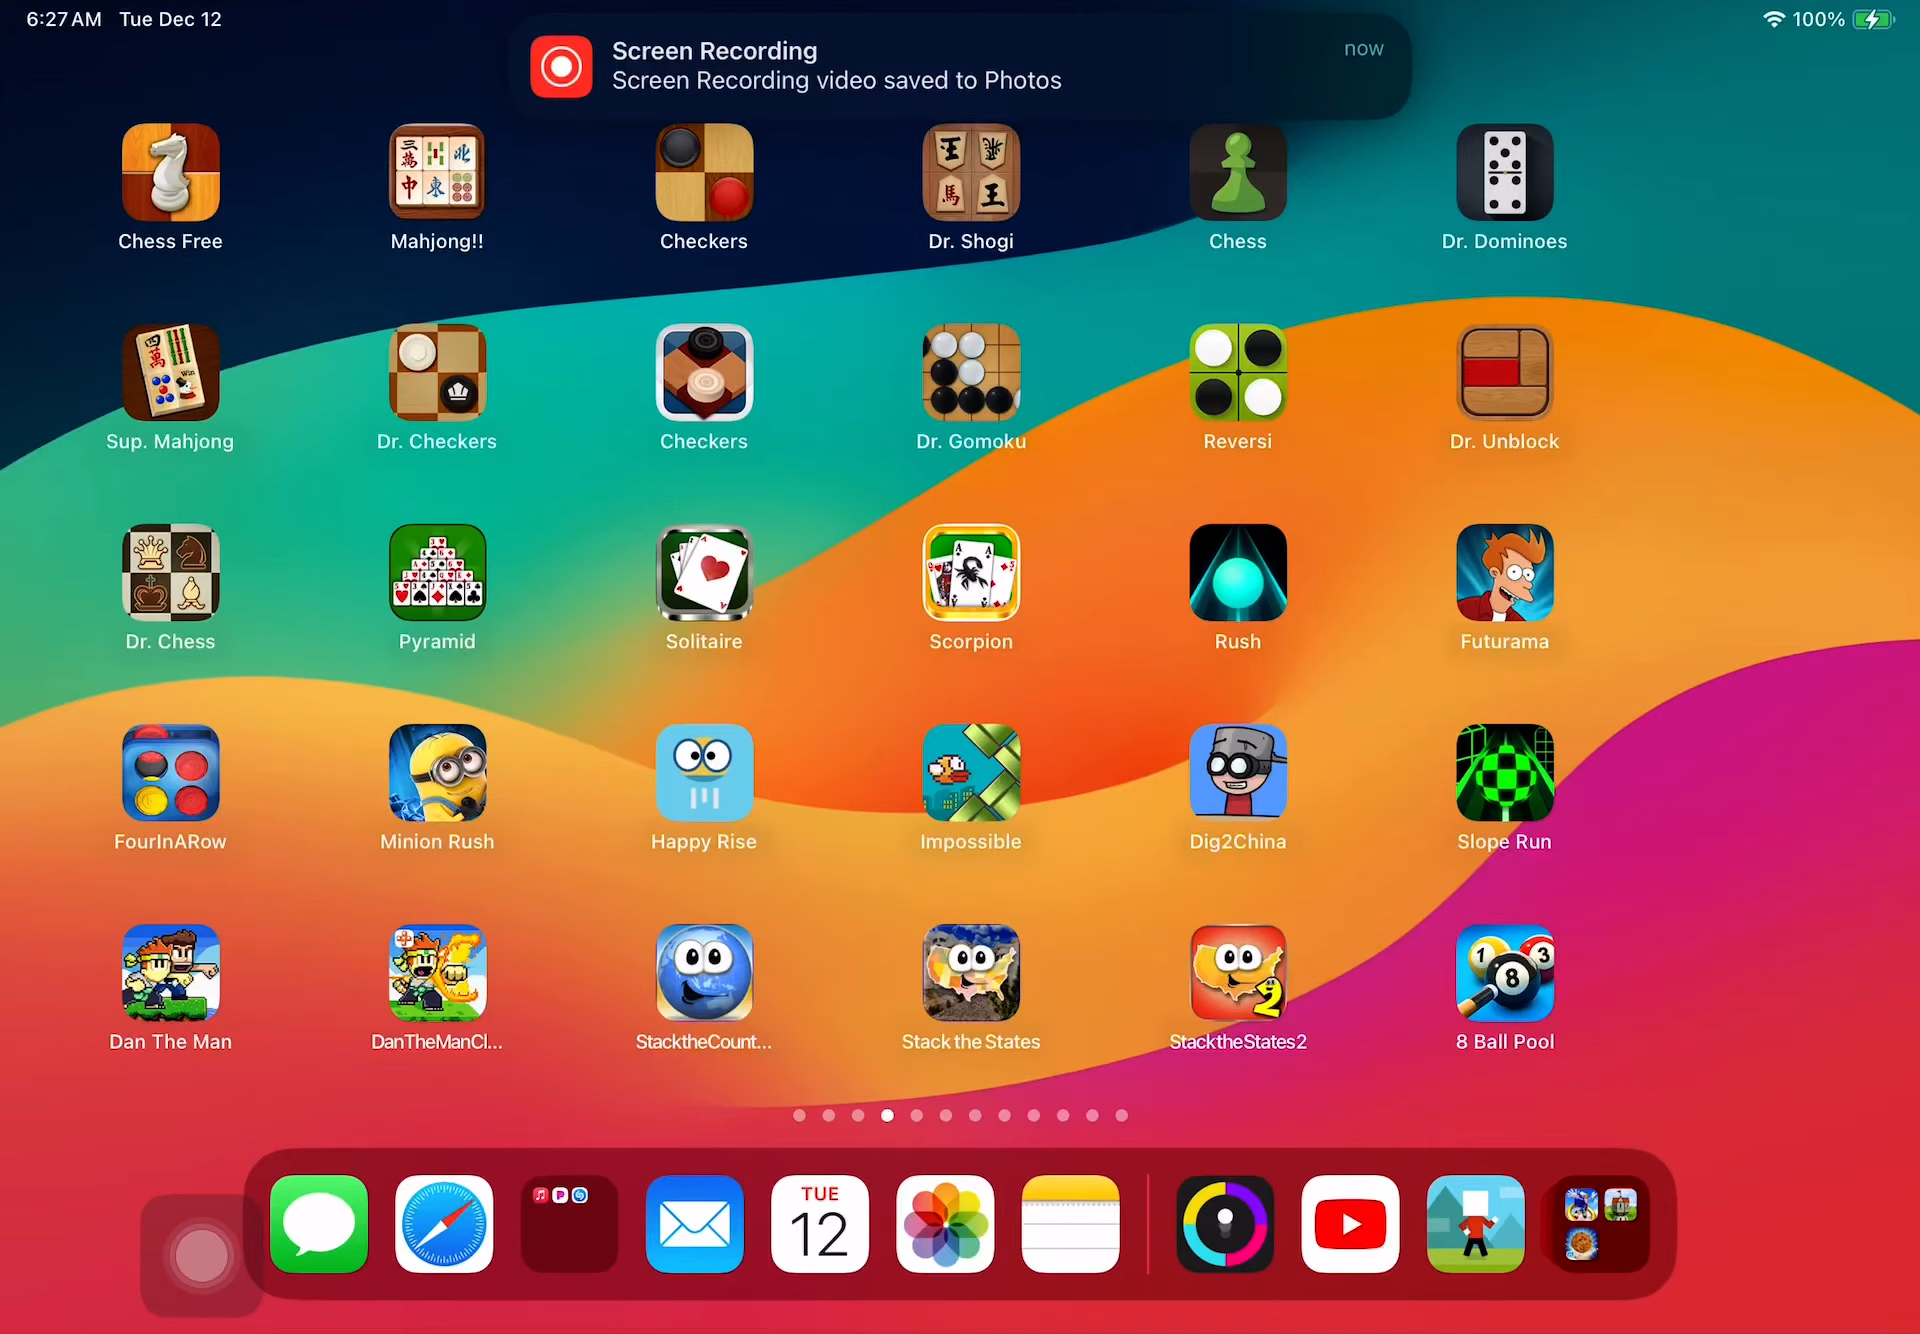 6:27 AM Tue Dec 12
100%
Screen Recording
now
Screen Recording video saved to Photos
Chess Free
Mahjong!!
Checkers
Dr. Shogi
Chess
Dr. Dominoes
Sup. Mahjong
Dr. Checkers
Checkers
Dr. Gomoku
Reversi
Dr. Unblock
Dr. Chess
Pyramid
Solitaire
Scorpion
Rush
Futurama
FourInARow
Minion Rush
Happy Rise
Impossible
Dig2China
Slope Run
Dan The Man
DanTheManCl...
StacktheCount...
Stack the States
StacktheStates2
8 Ball Pool
TUE
12